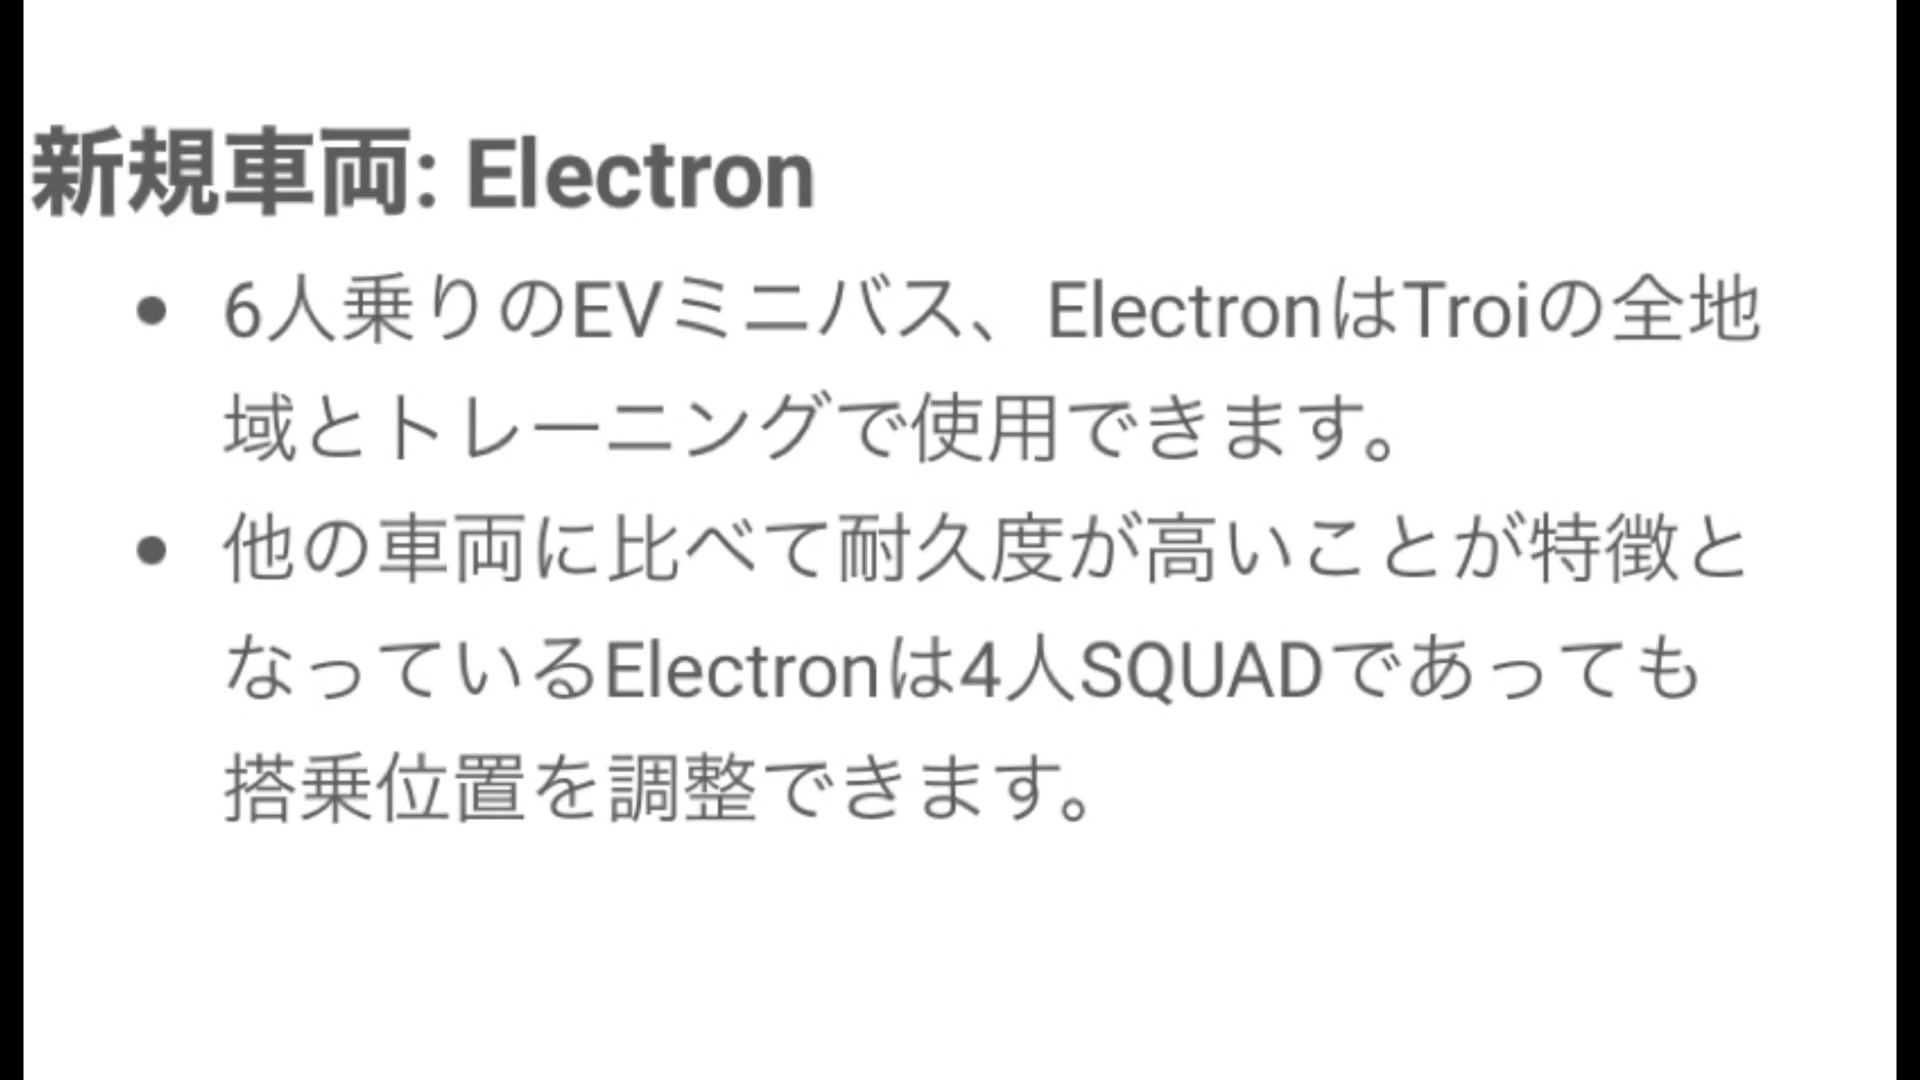 新規車両: Electron
• 6人乗りのEVミニバス、ElectronはTroiの全地
域とトレーニングで使用できます。
• 他の車両に比べて耐久度が高いことが特徴と
なっているElectronは4人SQUADであっても
搭乗位置を調整できます。